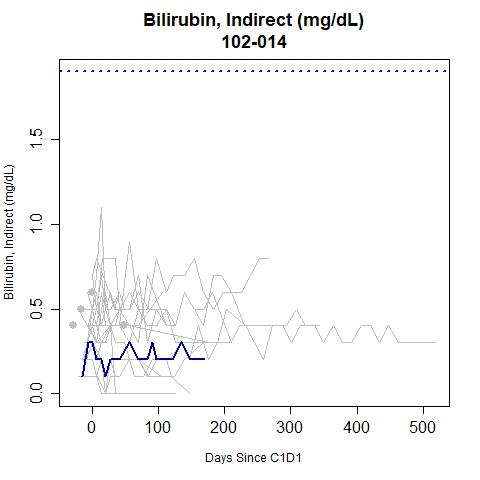 Bilirubin, Indirect (mg/dL)
102-014
Bilirubin, Indirect (mg/dL)
1.5
1.0
0.5
0.0
0 100 200 300 400 500
Days Since C1D1